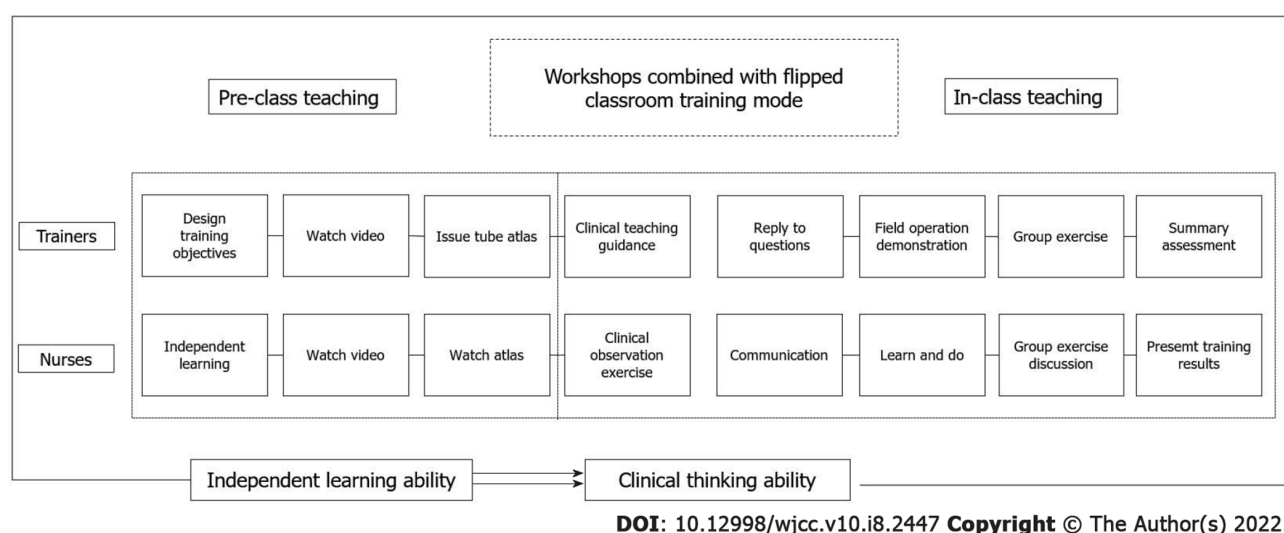 Workshops combined with flipped
classroom training mode
Pre-class teaching
In-class teaching
Trainers
Design
training
objectives
Watch video
Issue tube atlas
Clinical teaching
guidance
Reply to
questions
Field operation
demonstration
Group exercise
Summary
assessment
Nurses
Independent
learning
Watch video
Watch atlas
Clinical
observation
exercise
Communication
Learn and do
Group exercise
discussion
Presemt training
results
Independent learning ability
Clinical thinking ability
DOI: 10.12998/wjcc.v10.i8.2447 Copyright © The Author(s) 2022